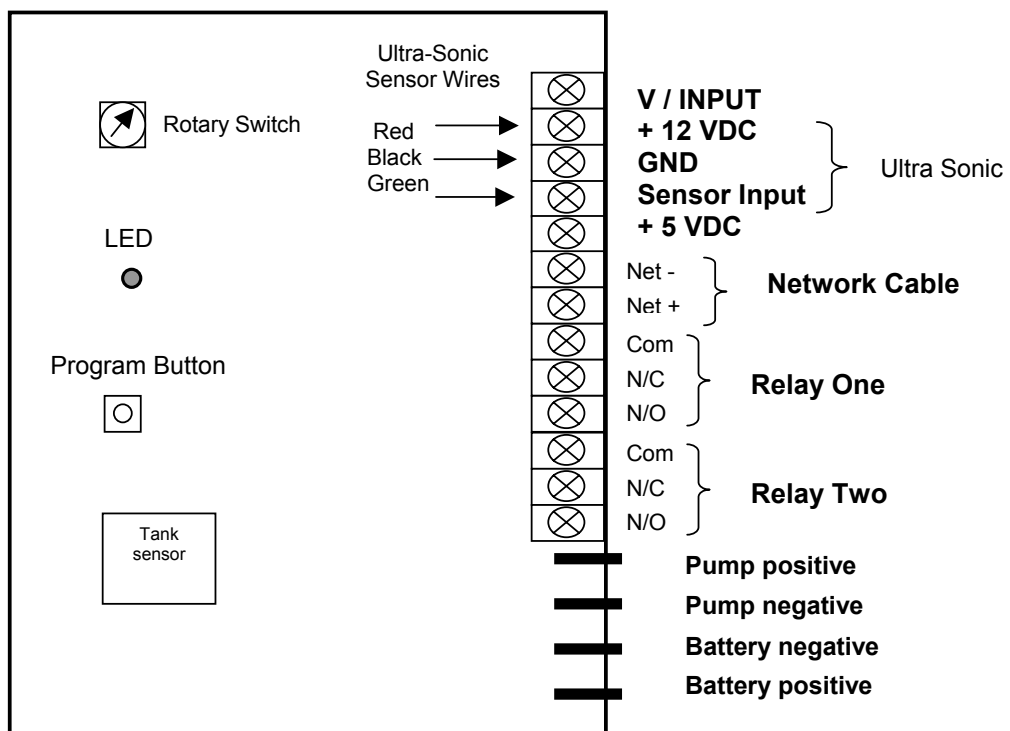 Ultra-Sonic
Sensor Wires
V / INPUT
Rotary Switch
Red
+ 12 VDC
Black
GND
Ultra Sonic
Green
Sensor Input
+ 5 VDC
LED
Net -
Network Cable
Net +
Program Button
Com
N/C
Relay One
N/O
Com
N/C
Relay Two
N/O
Tank
sensor
Pump positive
Pump negative
Battery negative
Battery positive